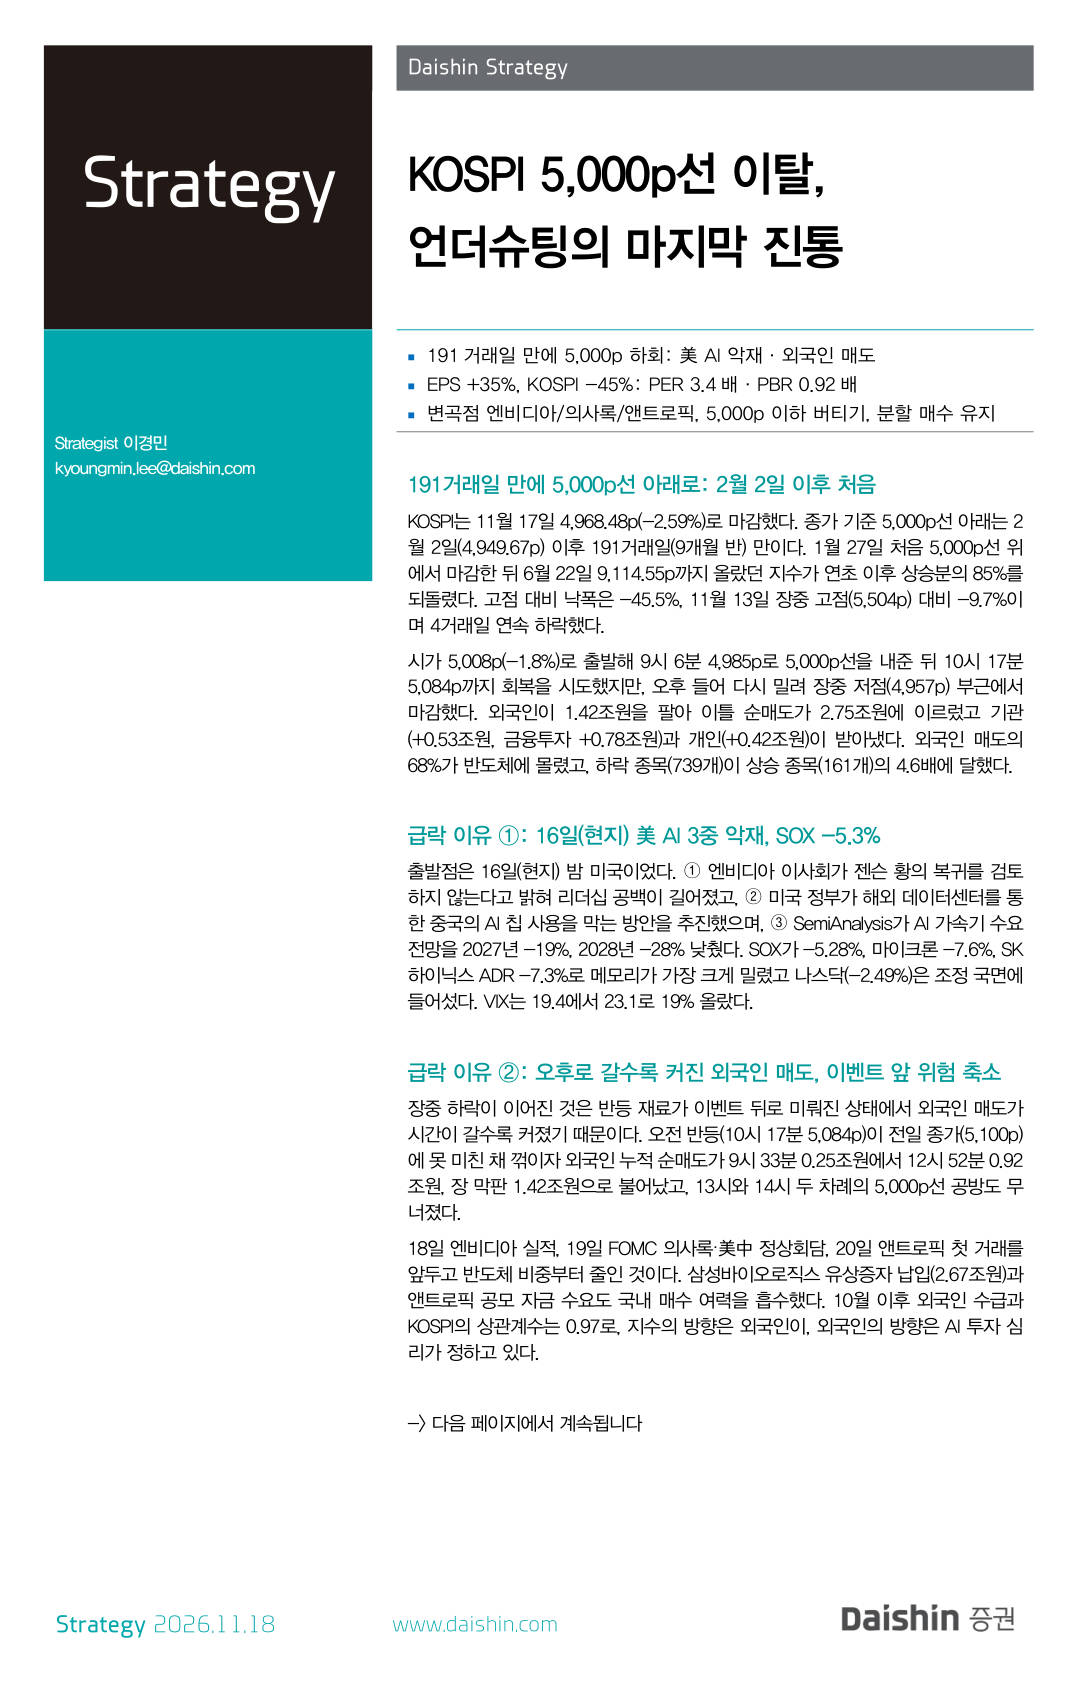 Daishin Strategy
Strategy
KOSPI 5,000p선 이탈,
언더슈팅의 마지막 진통
191 거래일 만에 5,000p 하회: 美 AI 악재 · 외국인 매도
EPS +35%, KOSPI -45%: PER 3.4 배 · PBR 0.92 배
변곡점 엔비디아/의사록/앤트로픽, 5,000p 이하 버티기, 분할 매수 유지
Strategist 이경민
kyoungmin.lee@daishin.com
191거래일 만에 5,000p선 아래로: 2월 2일 이후 처음
KOSPI는 11월 17일 4,968.48p(-2.59%)로 마감했다. 종가 기준 5,000p선 아래는 2
월 2일(4,949.67p) 이후 191거래일(9개월 반) 만이다. 1월 27일 처음 5,000p선 위
에서 마감한 뒤 6월 22일 9,114.55p까지 올랐던 지수가 연초 이후 상승분의 85%를
되돌렸다. 고점 대비 낙폭은 -45.5%, 11월 13일 장중 고점(5,504p) 대비 -9.7%이
며 4거래일 연속 하락했다.
시가 5,008p(-1.8%)로 출발해 9시 6분 4,985p로 5,000p선을 내준 뒤 10시 17분
5,084p까지 회복을 시도했지만, 오후 들어 다시 밀려 장중 저점(4,957p) 부근에서
마감했다. 외국인이 1.42조원을 팔아 이틀 순매도가 2.75조원에 이르렀고 기관
(+0.53조원, 금융투자 +0.78조원)과 개인(+0.42조원)이 받아냈다. 외국인 매도의
68%가 반도체에 몰렸고, 하락 종목(739개)이 상승 종목(161개)의 4.6배에 달했다.
급락 이유 ①: 16일(현지) 美 AI 3중 악재, SOX -5.3%
출발점은 16일(현지) 밤 미국이었다. ① 엔비디아 이사회가 젠슨 황의 복귀를 검토
하지 않는다고 밝혀 리더십 공백이 길어졌고, ② 미국 정부가 해외 데이터센터를 통
한 중국의 AI 칩 사용을 막는 방안을 추진했으며, ③ SemiAnalysis가 AI 가속기 수요
전망을 2027년 -19%, 2028년 -28% 낮췄다. SOX가 -5.28%, 마이크론 -7.6%, SK
하이닉스 ADR -7.3%로 메모리가 가장 크게 밀렸고 나스닥(-2.49%)은 조정 국면에
들어섰다. VIX는 19.4에서 23.1로 19% 올랐다.
급락 이유 ②: 오후로 갈수록 커진 외국인 매도, 이벤트 앞 위험 축소
장중 하락이 이어진 것은 반등 재료가 이벤트 뒤로 미뤄진 상태에서 외국인 매도가
시간이 갈수록 커졌기 때문이다. 오전 반등(10시 17분 5,084p)이 전일 종가(5,100p)
에 못 미친 채 꺾이자 외국인 누적 순매도가 9시 33분 0.25조원에서 12시 52분 0.92
조원, 장 막판 1.42조원으로 불어났고, 13시와 14시 두 차례의 5,000p선 공방도 무
너졌다.
18일 엔비디아 실적, 19일 FOMC 의사록·美中 정상회담, 20일 앤트로픽 첫 거래를
앞두고 반도체 비중부터 줄인 것이다. 삼성바이오로직스 유상증자 납입(2.67조원)과
앤트로픽 공모 자금 수요도 국내 매수 여력을 흡수했다. 10월 이후 외국인 수급과
KOSPI의 상관계수는 0.97로, 지수의 방향은 외국인이, 외국인의 방향은 AI 투자 심
리가 정하고 있다.
-> 다음 페이지에서 계속됩니다
Strategy 2026.11.18
www.daishin.com
Daishin 증권